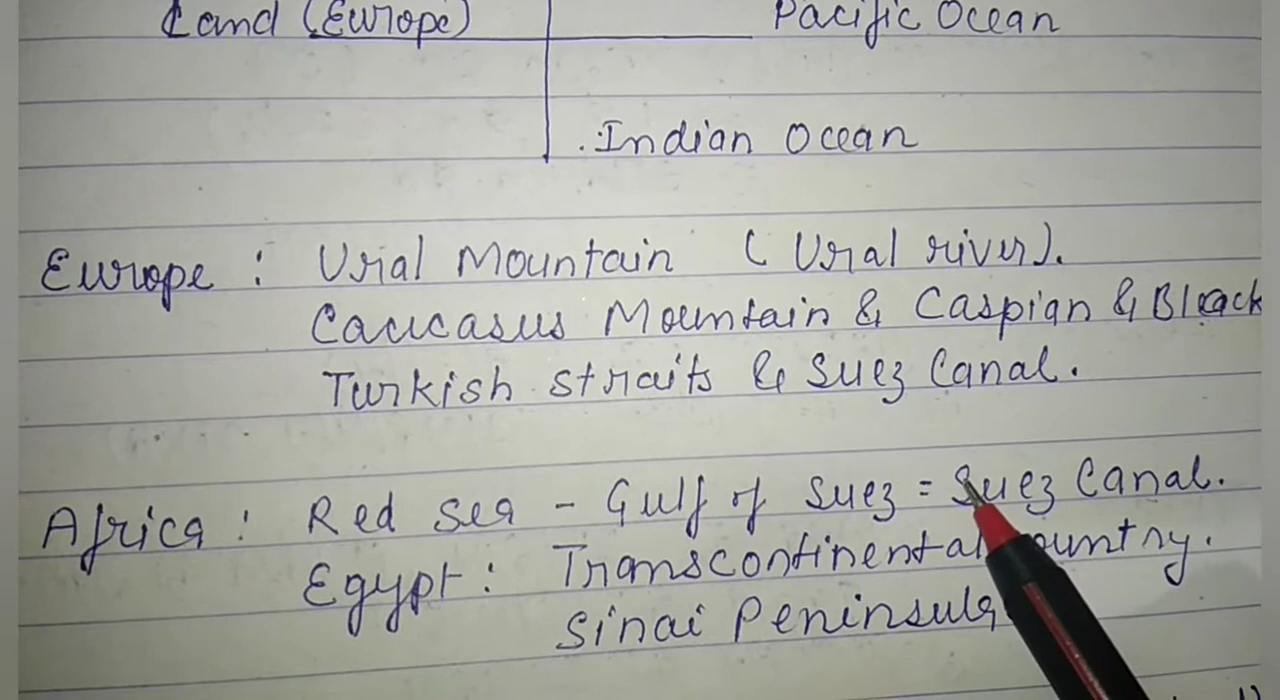 Land (Europe) Pacific Ocean
. Indian Ocean
Europe : Urial Mountain ( Ural river).
Caucasus Mountain & Caspian & Black
Turkish straits & Suez Canal.
Africa : Red sea - Gulf of Suez = Suez Canal.
Egypt : Transcontinental country.
Sinai Peninsula